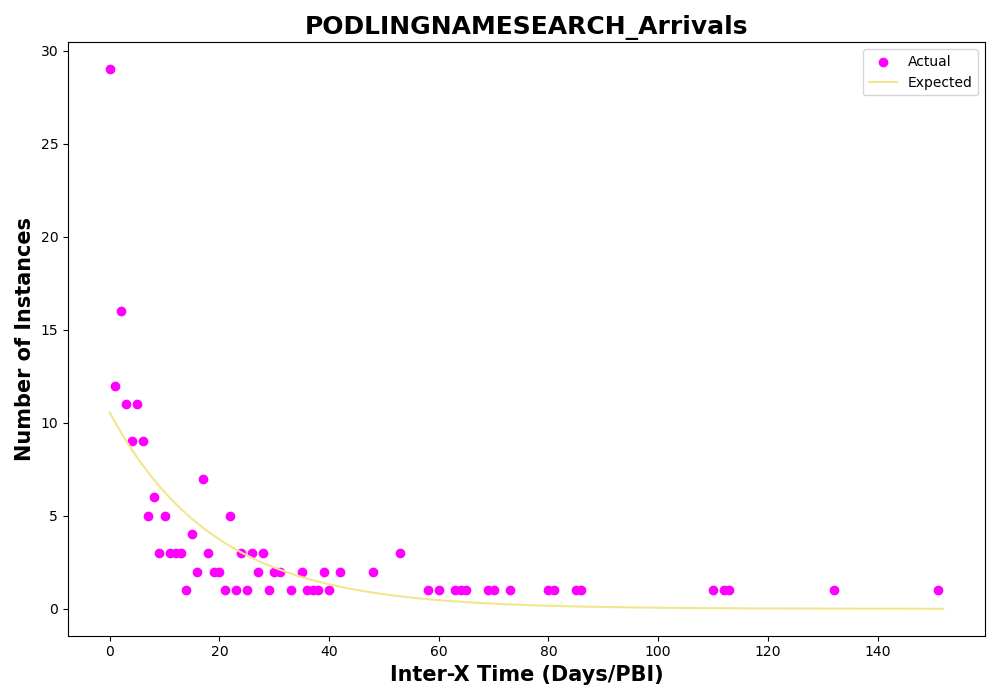 PODLINGNAMESEARCH_Arrivals
Actual
Expected
Number of Instances
30
25
20
15
10
5
0
0 20 40 60 80 100 120 140
Inter-X Time (Days/PBI)